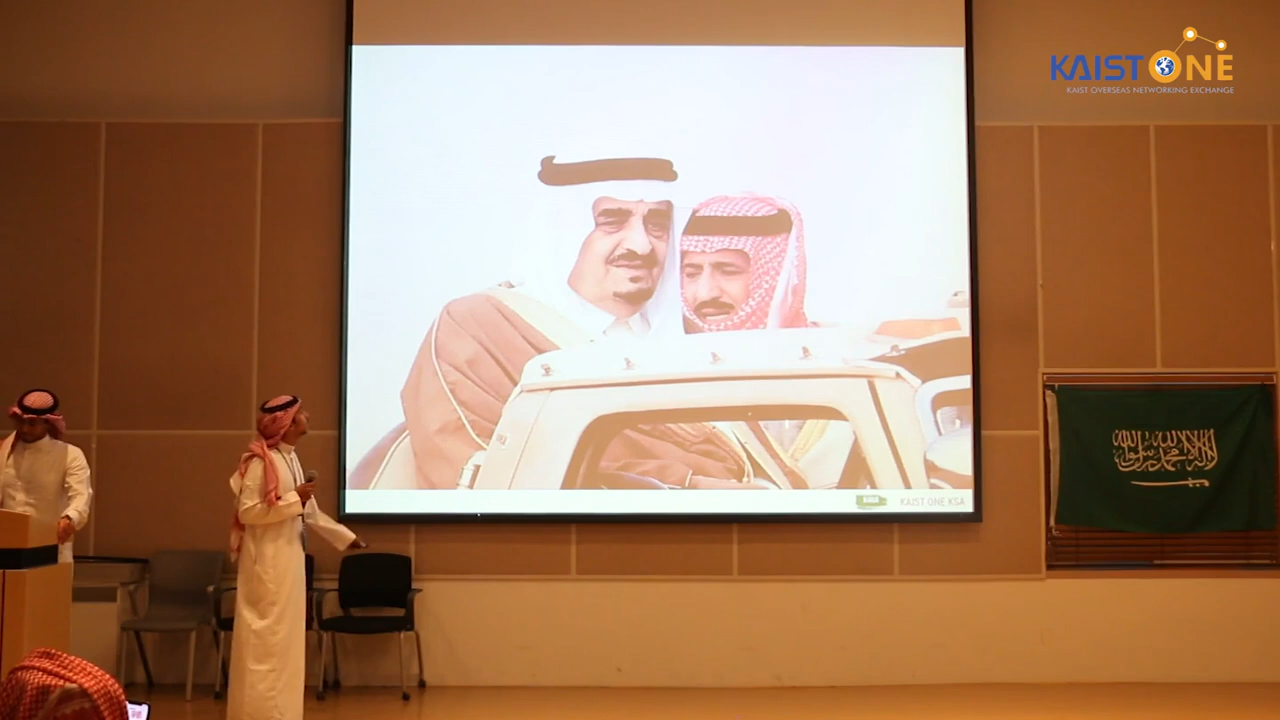 KAIST ONE
KAIST OVERSEAS NETWORKING EXCHANGE
لا إله إلا الله محمد رسول الله
KAIST ONE KSA